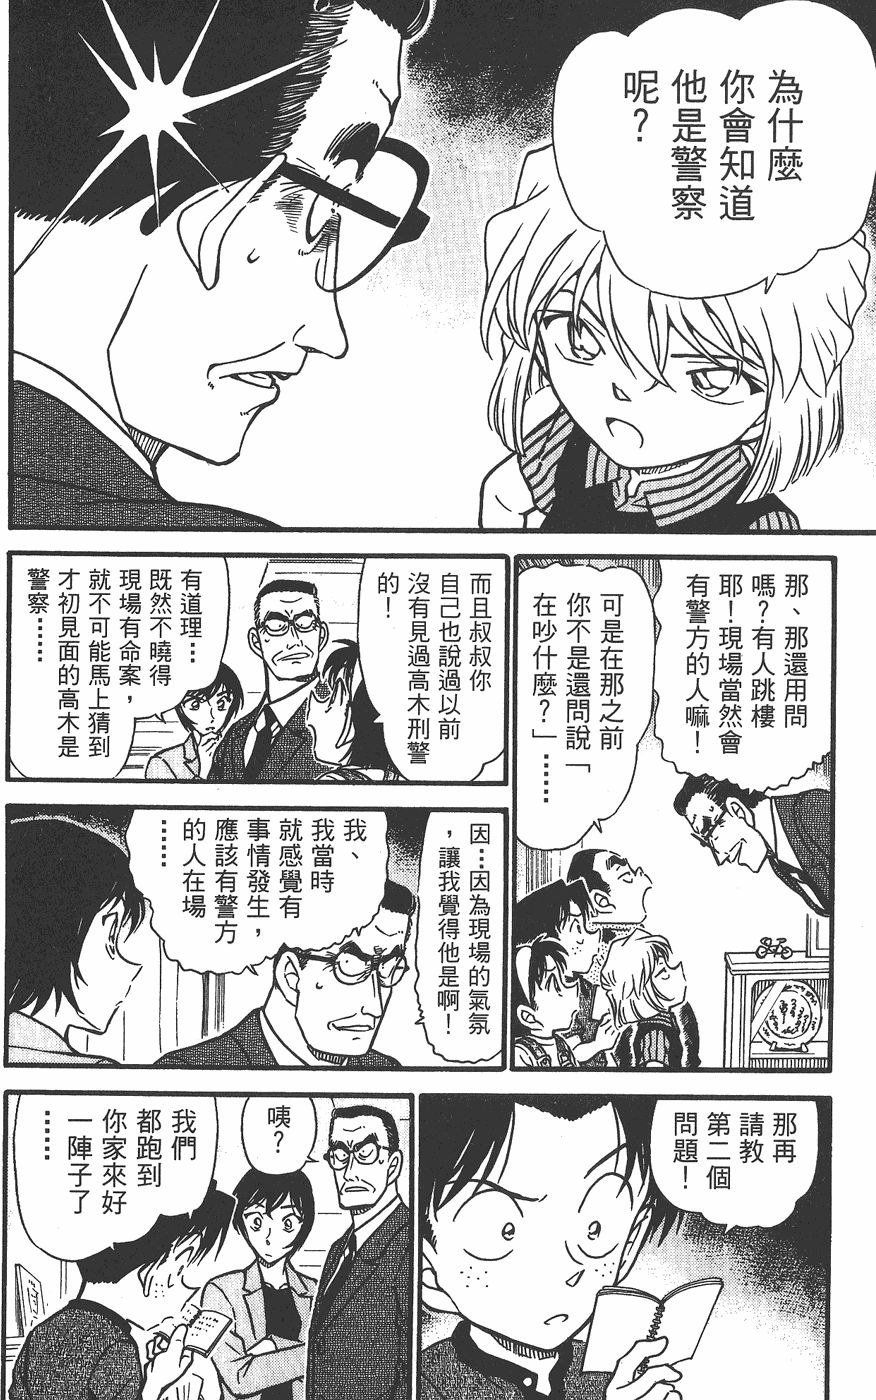 為什麼
你會知道
他是警察
呢?
那、那還用問
嗎?有人跳樓
耶!現場當然會
有警方的人嘛!
可是在那之前
你不是還問說「
在吵什麼?」……
而且叔叔你
自己也說過以前
沒有見過高木刑警
的!
有道理…
既然不曉得
現場有命案,
就不可能馬上猜到
才初見面的高木是
警察……
因…因為現場的氣氛
,讓我覺得他是啊!
我、
我當時
就感覺有
事情發生,
應該有警方
的人在場
……
那再
請教
第二個
問題!
咦?
我們
都跑到
你家來好
一陣子了
……